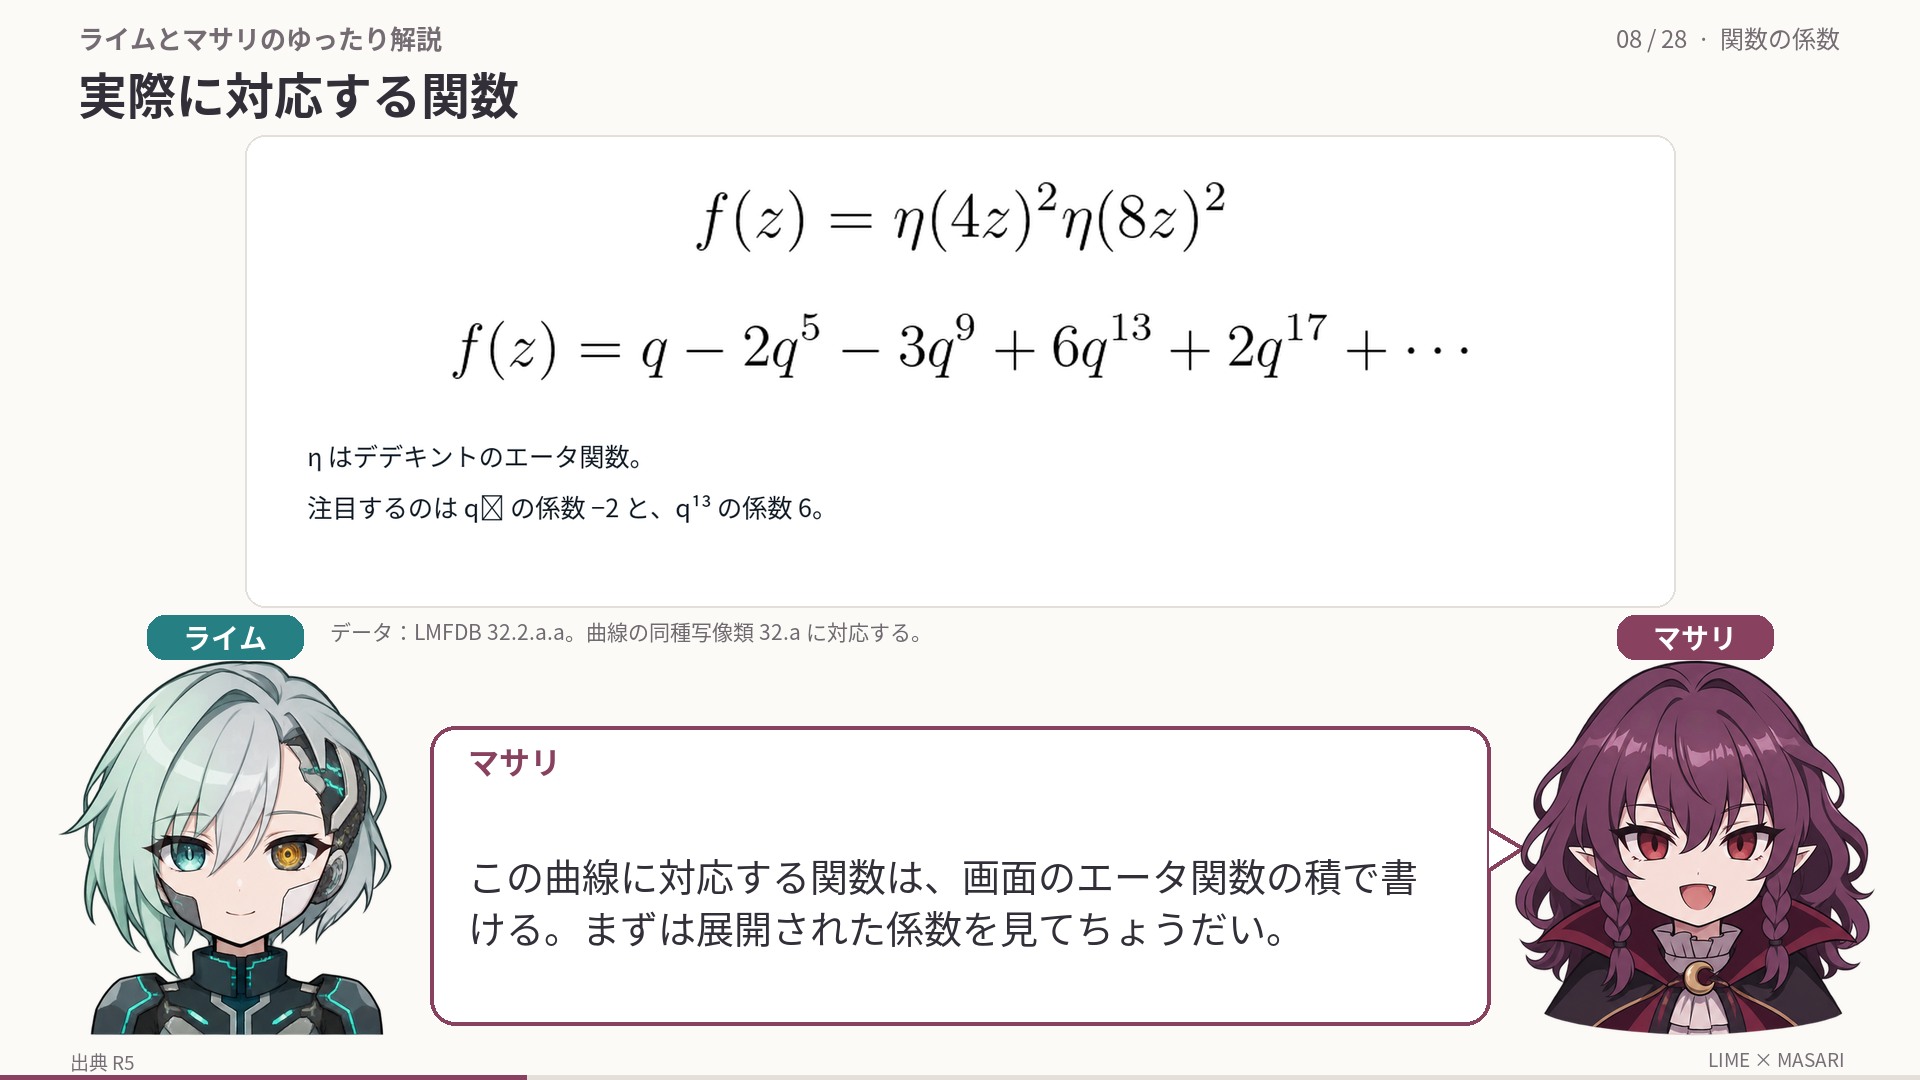 ライムとマサリのゆったり解説
08 / 28 · 関数の係数
実際に対応する関数
f(z) = η(4z)²η(8z)²
f(z) = q − 2q⁵ − 3q⁹ + 6q¹³ + 2q¹⁷ + ⋯
η はデデキントのエータ関数。
注目するのは q の係数 −2 と、q¹³ の係数 6。
ライム
データ：LMFDB 32.2.a.a。曲線の同種写像類 32.a に対応する。
マサリ
マサリ
この曲線に対応する関数は、画面のエータ関数の積で書
ける。まずは展開された係数を見てちょうだい。
出典 R5
LIME × MASARI